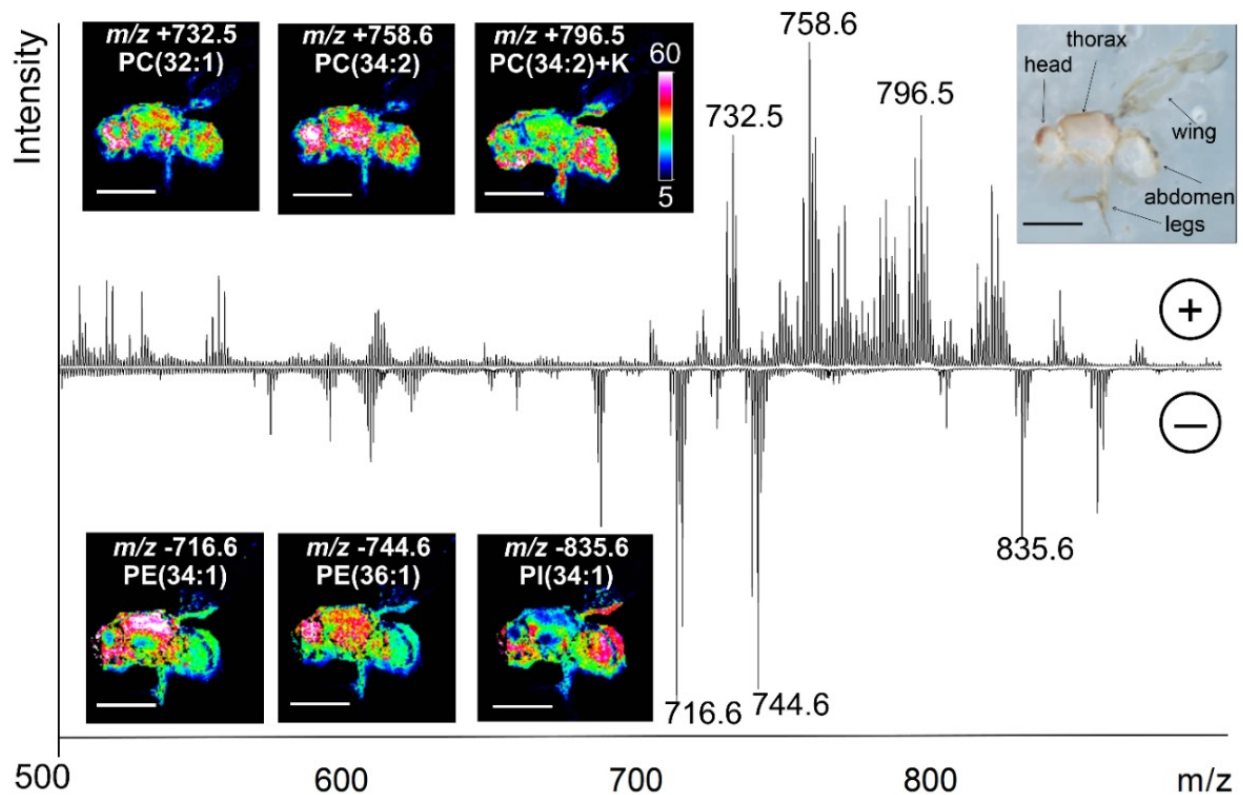 Intensity
m/z +732.5
PC(32:1)
m/z +758.6
PC(34:2)
m/z +796.5
PC(34:2)+K
60
5
732.5
758.6
796.5
head
thorax
wing
abdomen
legs
+
−
m/z -716.6
PE(34:1)
m/z -744.6
PE(36:1)
m/z -835.6
PI(34:1)
716.6
744.6
835.6
500
600
700
800
m/z